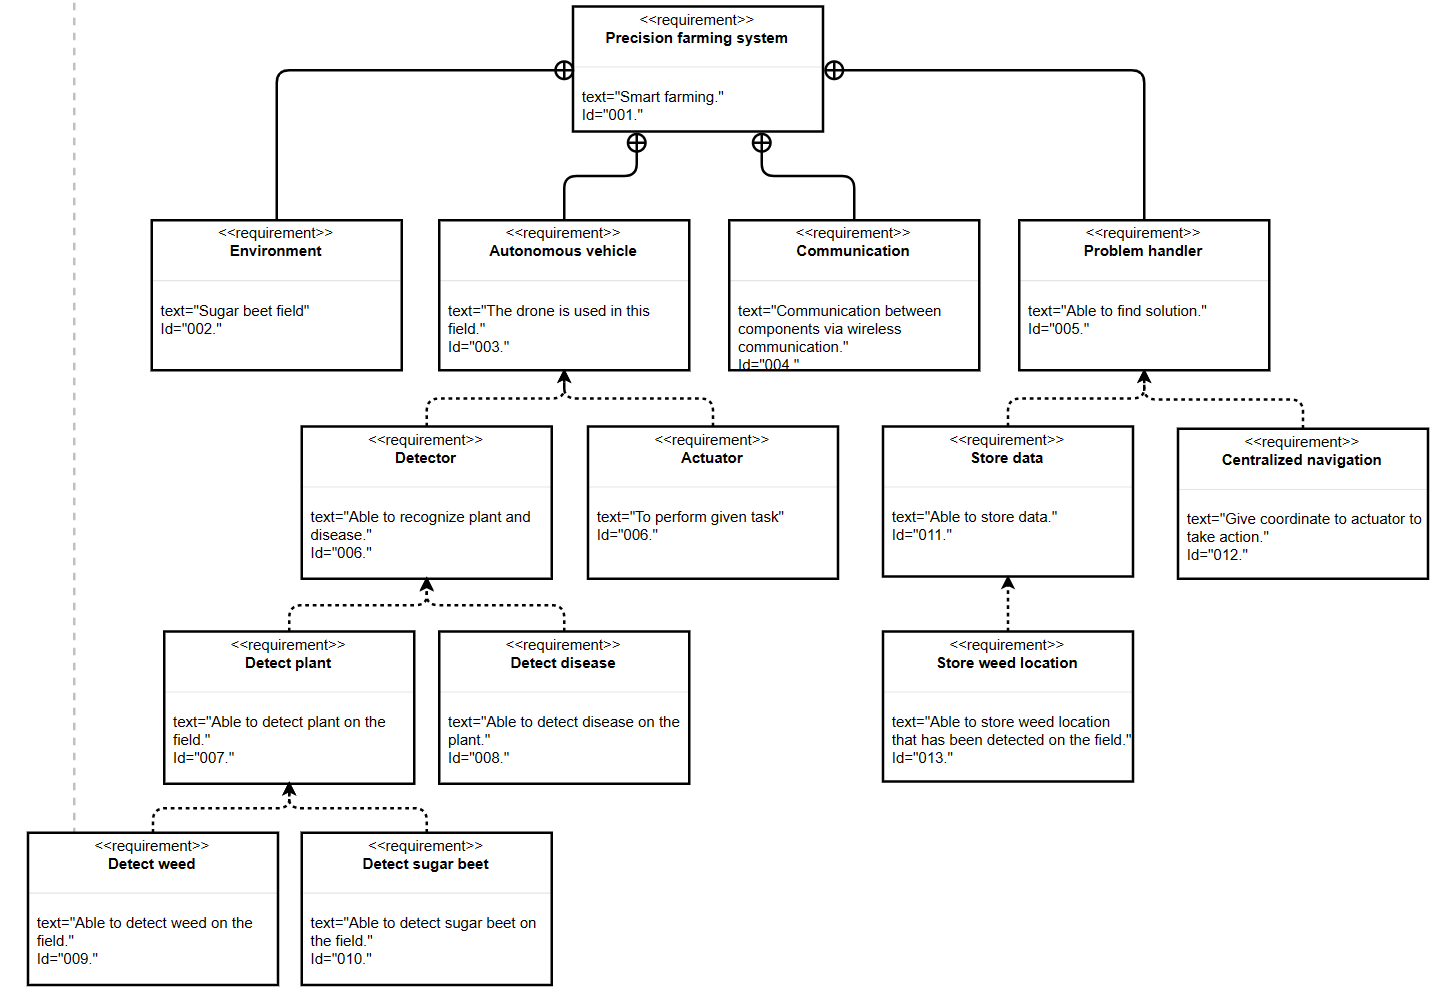 <<requirement>>
Precision farming system
text="Smart farming."
Id="001."
<<requirement>>
Environment
text="Sugar beet field"
Id="002."
<<requirement>>
Autonomous vehicle
text="The drone is used in this
field."
Id="003."
<<requirement>>
Communication
text="Communication between
components via wireless
communication."
Id="004."
<<requirement>>
Problem handler
text="Able to find solution."
Id="005."
<<requirement>>
Detector
text="Able to recognize plant and
disease."
Id="006."
<<requirement>>
Actuator
text="To perform given task"
Id="006."
<<requirement>>
Store data
text="Able to store data."
Id="011."
<<requirement>>
Centralized navigation
text="Give coordinate to actuator to
take action."
Id="012."
<<requirement>>
Detect plant
text="Able to detect plant on the
field."
Id="007."
<<requirement>>
Detect disease
text="Able to detect disease on the
plant."
Id="008."
<<requirement>>
Store weed location
text="Able to store weed location
that has been detected on the field."
Id="013."
<<requirement>>
Detect weed
text="Able to detect weed on the
field."
Id="009."
<<requirement>>
Detect sugar beet
text="Able to detect sugar beet on
the field."
Id="010."